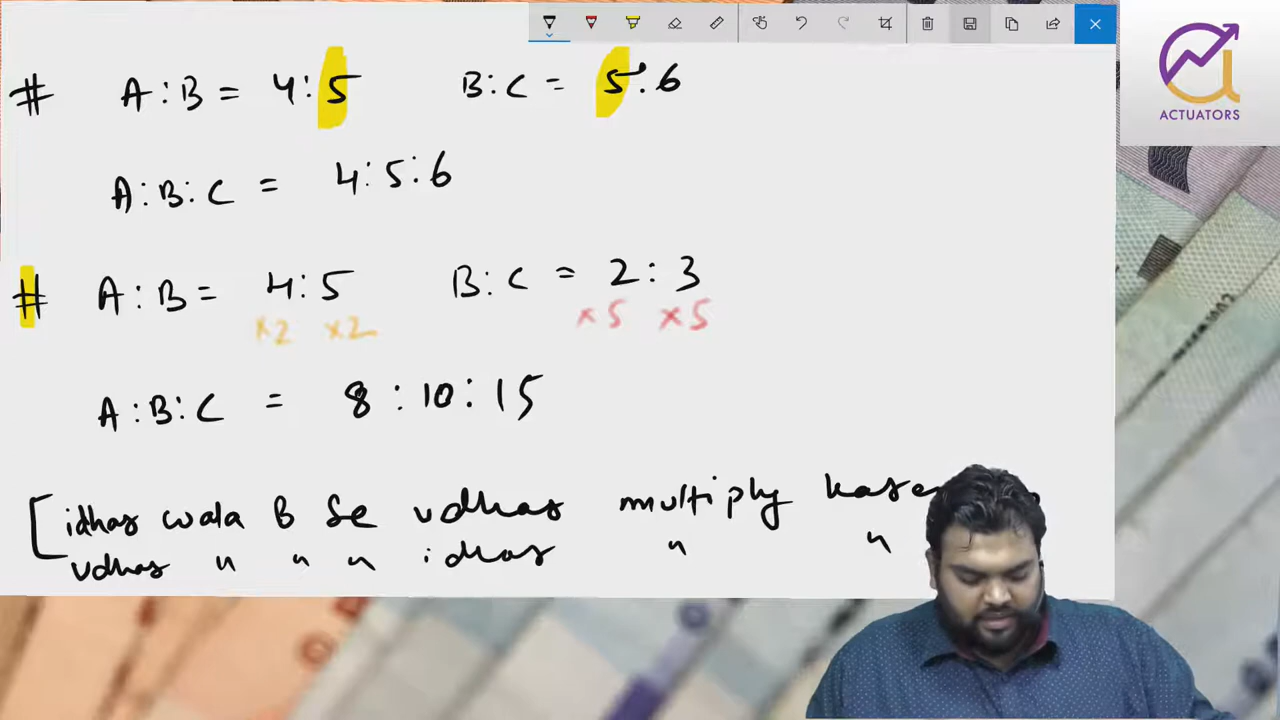 # A:B = 4:5 B:C = 5:6
A:B:C = 4:5:6
# A:B = 4:5 B:C = 2:3
×2 ×2 ×5 ×5
A:B:C = 8:10:15
[idhar wala B se udhar multiply
udhar " " " idhar " "
ACTUATORS